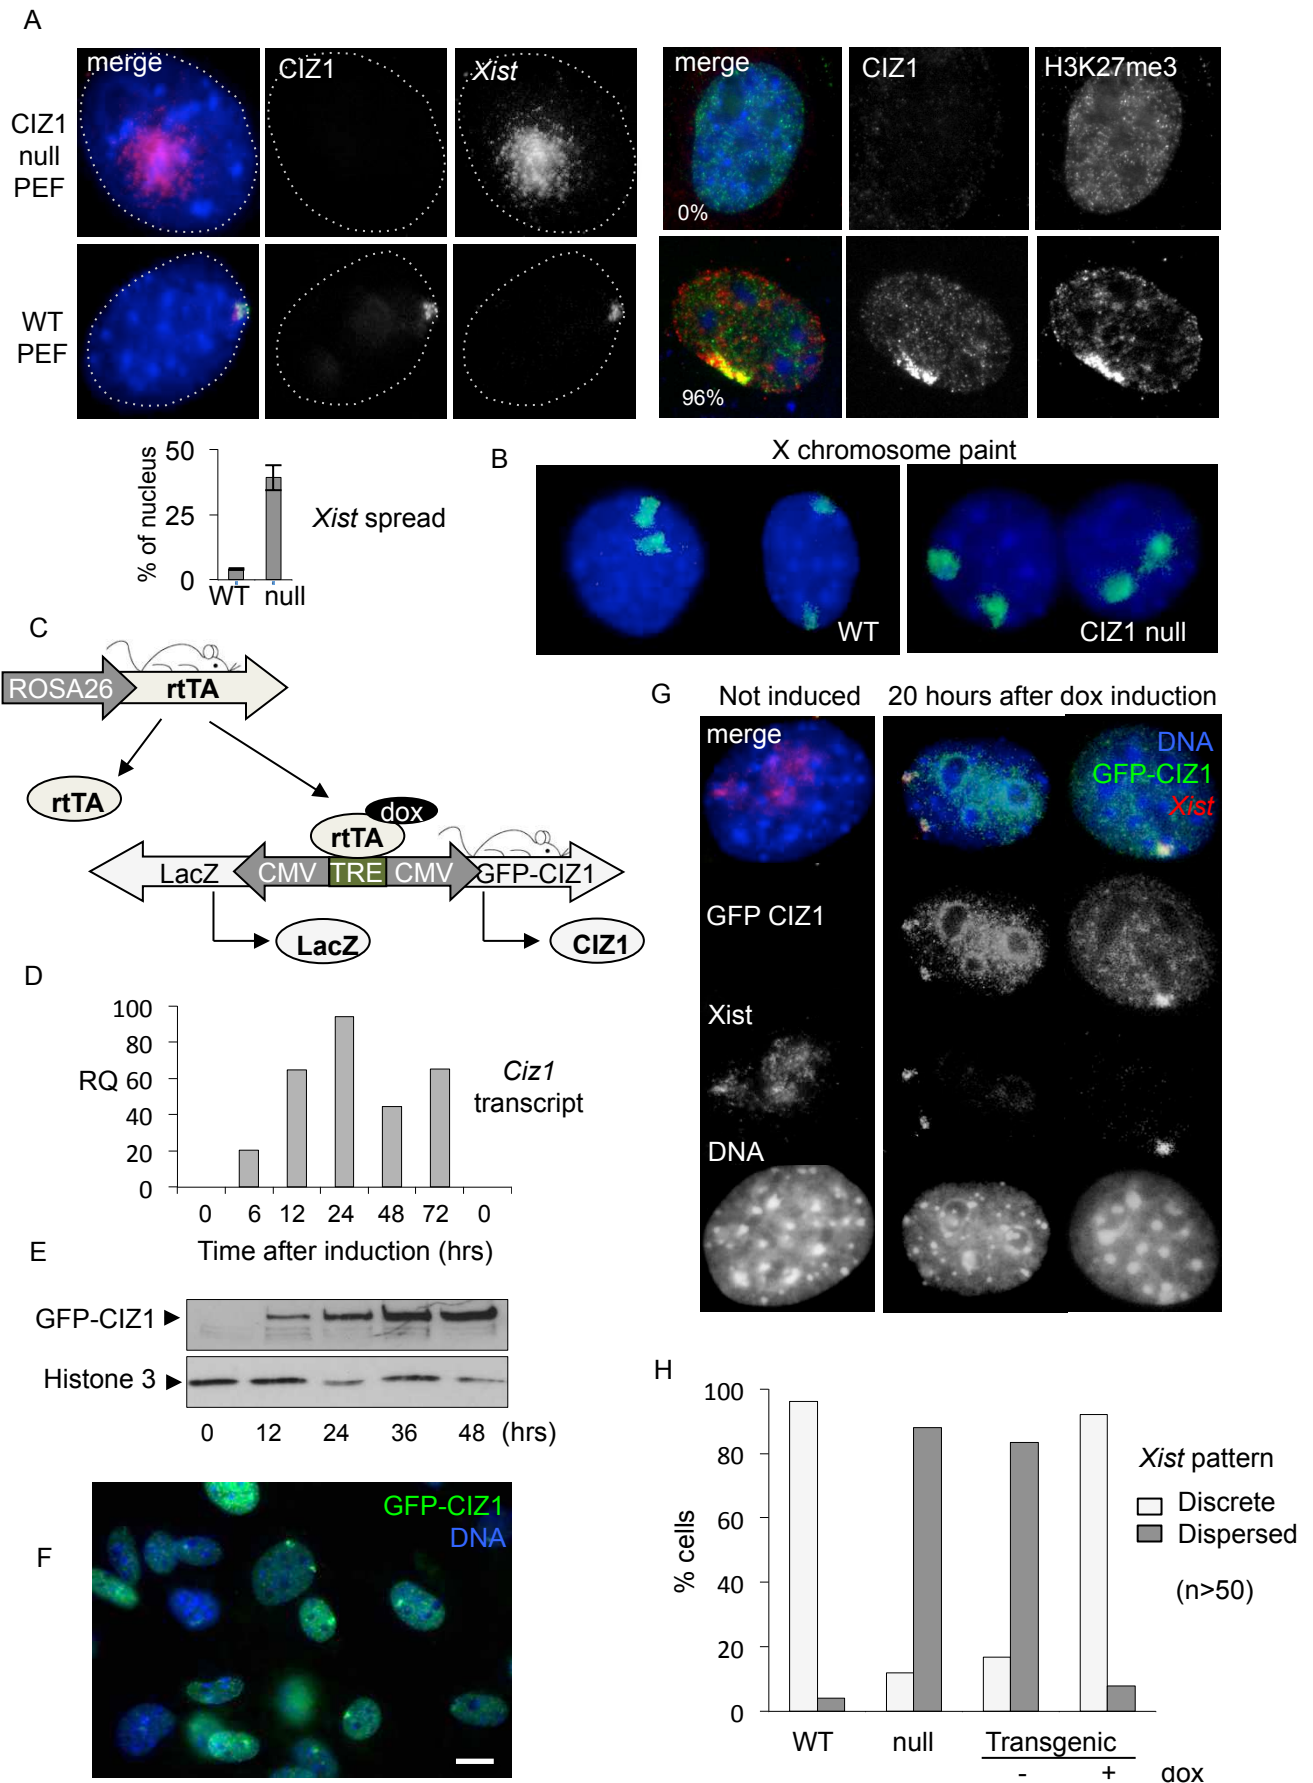 A
merge
CIZ1
Xist
merge
CIZ1
H3K27me3
CIZ1
null
PEF
0%
WT
PEF
96%
% of nucleus
50
25
0
WT null
Xist spread
B
X chromosome paint
WT
CIZ1 null
C
ROSA26
rtTA
rtTA
dox
rtTA
LacZ
CMV
TRE
CMV
GFP-CIZ1
LacZ
CIZ1
D
100
80
60
40
20
0
RQ
Ciz1
transcript
0 6 12 24 48 72 0
Time after induction (hrs)
E
GFP-CIZ1
Histone 3
0 12 24 36 48 (hrs)
F
GFP-CIZ1
DNA
G
Not induced
20 hours after dox induction
merge
DNA
GFP-CIZ1
Xist
GFP CIZ1
Xist
DNA
H
100
80
60
40
20
0
% cells
Xist pattern
Discrete
Dispersed
(n>50)
WT null Transgenic
- + dox